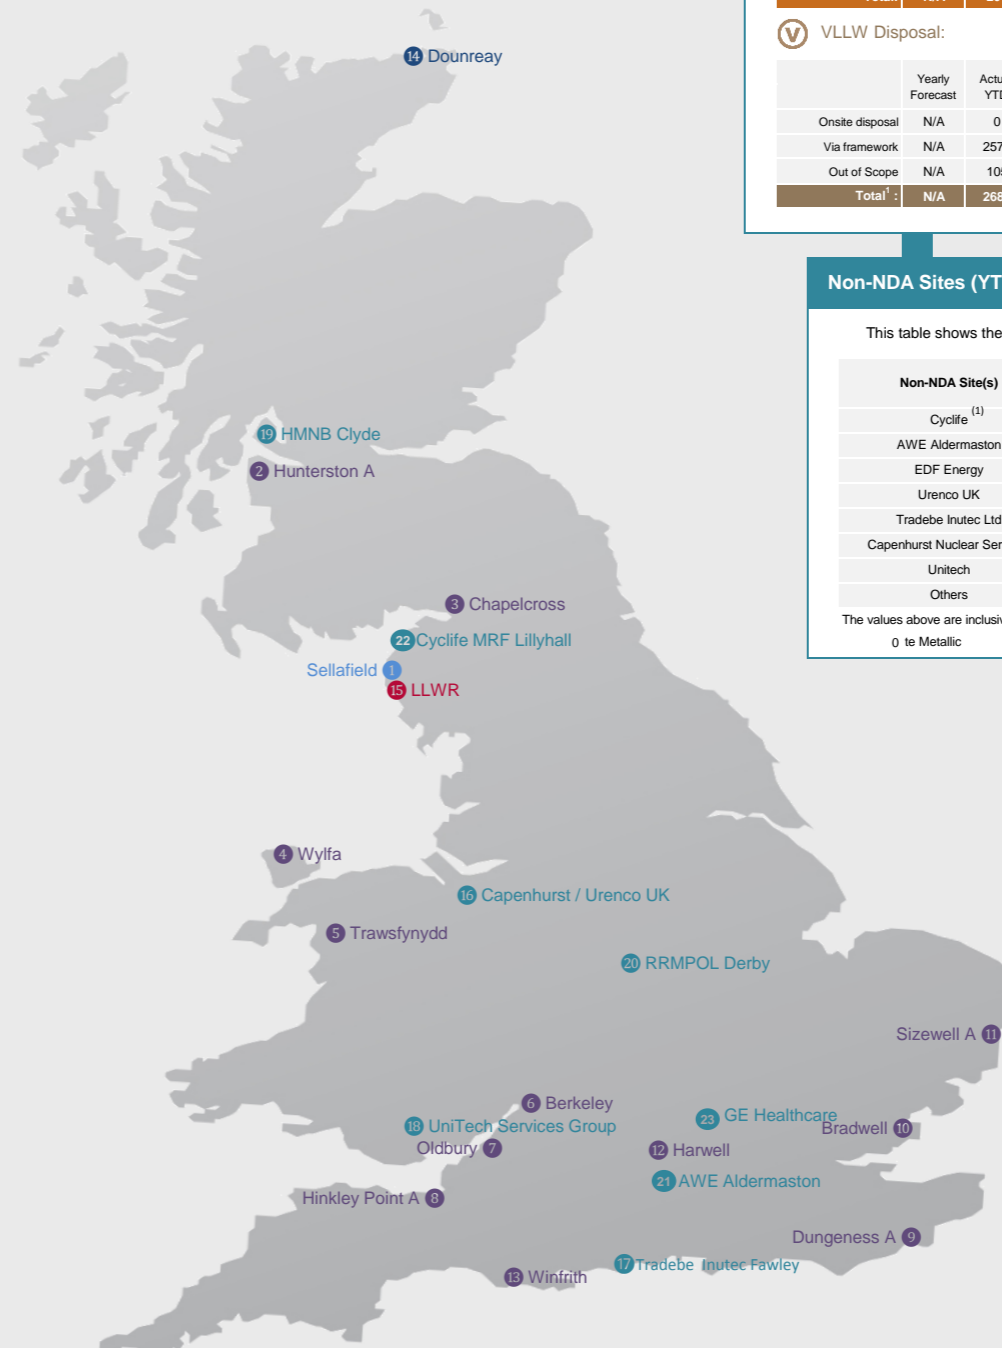 V VLLW Disposal:
Yearly Forecast
Onsite disposal N/A 0
Via framework N/A
Out of Scope N/A
Total¹ : N/A
Non-NDA Sites
This table shows the
Non-NDA Site(s)
Cyclife (1)
AWE Aldermaston
EDF Energy
Urenco UK
Tradebe Inutec Ltd
Capenhurst Nuclear
Unitech
Others
The values above are
0 te Metallic
14 Dounreay
19 HMNB Clyde
2 Hunterston A
3 Chapelcross
22 Cyclife MRF Lillyhall
Sellafield 1
15 LLWR
4 Wylfa
16 Capenhurst / Urenco UK
5 Trawsfynydd
20 RRMPOL Derby
Sizewell A 11
6 Berkeley
23 GE Healthcare
18 UniTech Services Group
Bradwell 10
Oldbury 7
12 Harwell
21 AWE Aldermaston
Hinkley Point A 8
Dungeness A 9
17 Tradebe Inutec Fawley
13 Winfrith